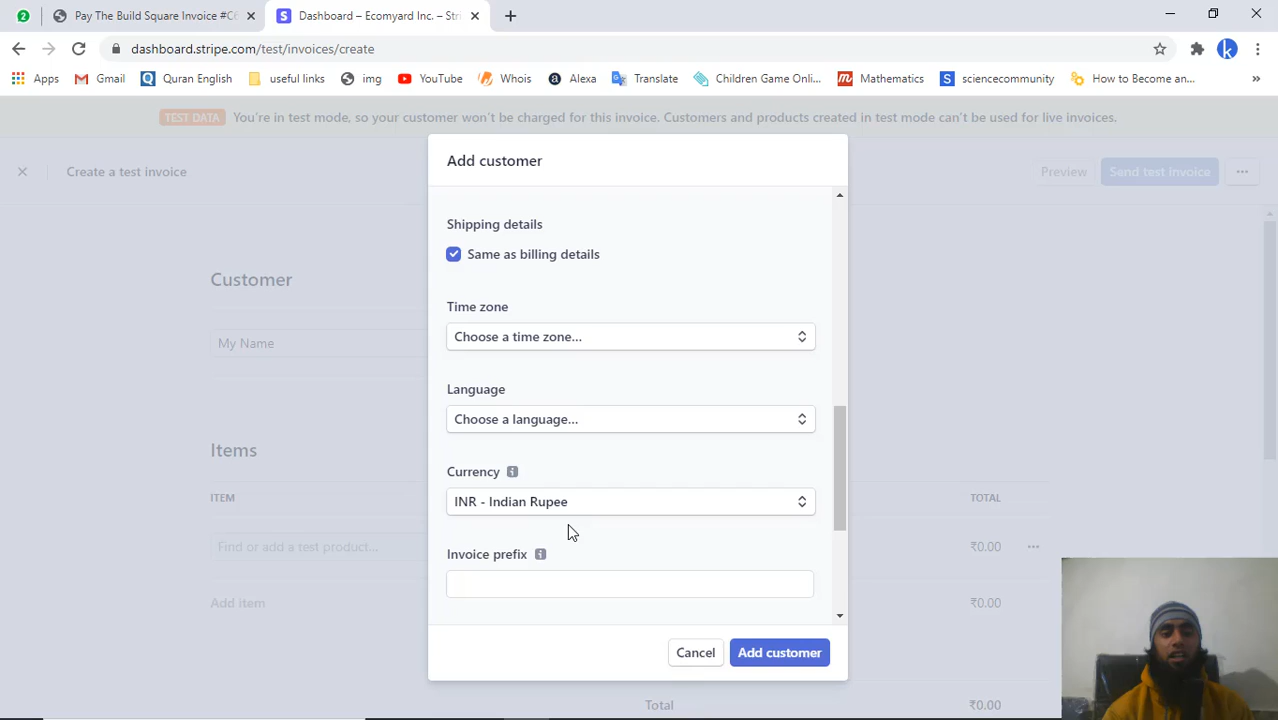 2
Pay The Build Square Invoice #C6
Dashboard – Ecomyard Inc. – Stri
dashboard.stripe.com/test/invoices/create
Apps
Gmail
Quran English
useful links
img
YouTube
Whois
Alexa
Translate
Children Game Onli...
Mathematics
sciencecommunity
How to Become an...
TEST DATA You're in test mode, so your customer won't be charged for this invoice. Customers and products created in test mode can't be used for live invoices.
Create a test invoice
Preview
Send test invoice
Add customer
Customer
My Name
Shipping details
Same as billing details
Time zone
Choose a time zone...
Language
Choose a language...
Currency
INR - Indian Rupee
Invoice prefix
Cancel
Add customer
Items
ITEM
TOTAL
Find or add a test product...
₹0.00
Add item
₹0.00
Total
₹0.00